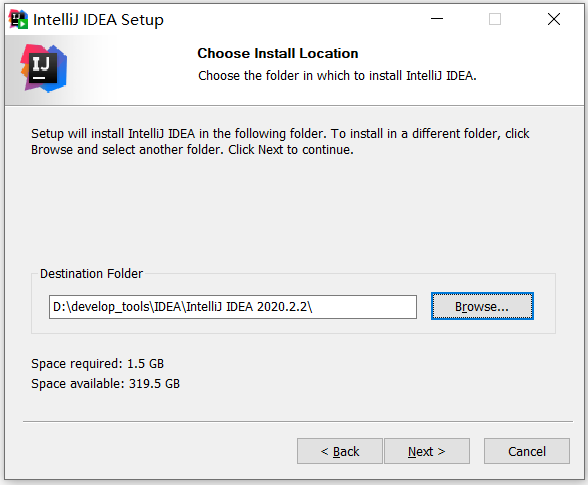 IntelliJ IDEA Setup
IJ
Choose Install Location
Choose the folder in which to install IntelliJ IDEA.
Setup will install IntelliJ IDEA in the following folder. To install in a different folder, click
Browse and select another folder. Click Next to continue.
Destination Folder
D:\develop_tools\IDEA\IntelliJ IDEA 2020.2.2\
Browse...
Space required: 1.5 GB
Space available: 319.5 GB
< Back
Next >
Cancel